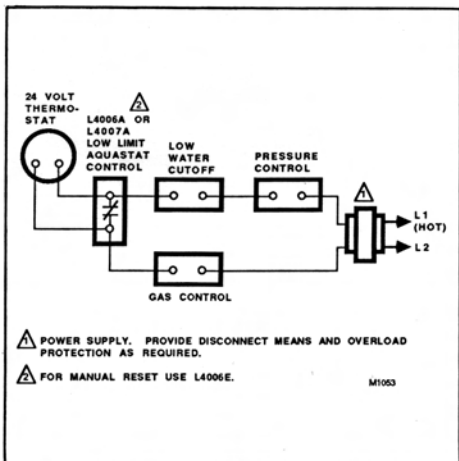 24 VOLT
THERMO-
STAT
2
L4006A OR
L4007A
LOW LIMIT
AQUASTAT
CONTROL
LOW
WATER
CUTOFF
PRESSURE
CONTROL
1
L1
(HOT)
L2
GAS CONTROL
1 POWER SUPPLY. PROVIDE DISCONNECT MEANS AND OVERLOAD
PROTECTION AS REQUIRED.
2 FOR MANUAL RESET USE L4006E.
M1053